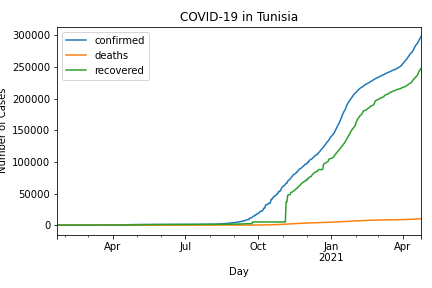 COVID-19 in Tunisia
300000
250000
200000
150000
100000
50000
0
confirmed
deaths
recovered
Number of Cases
Apr
Jul
Oct
Jan
2021
Apr
Day